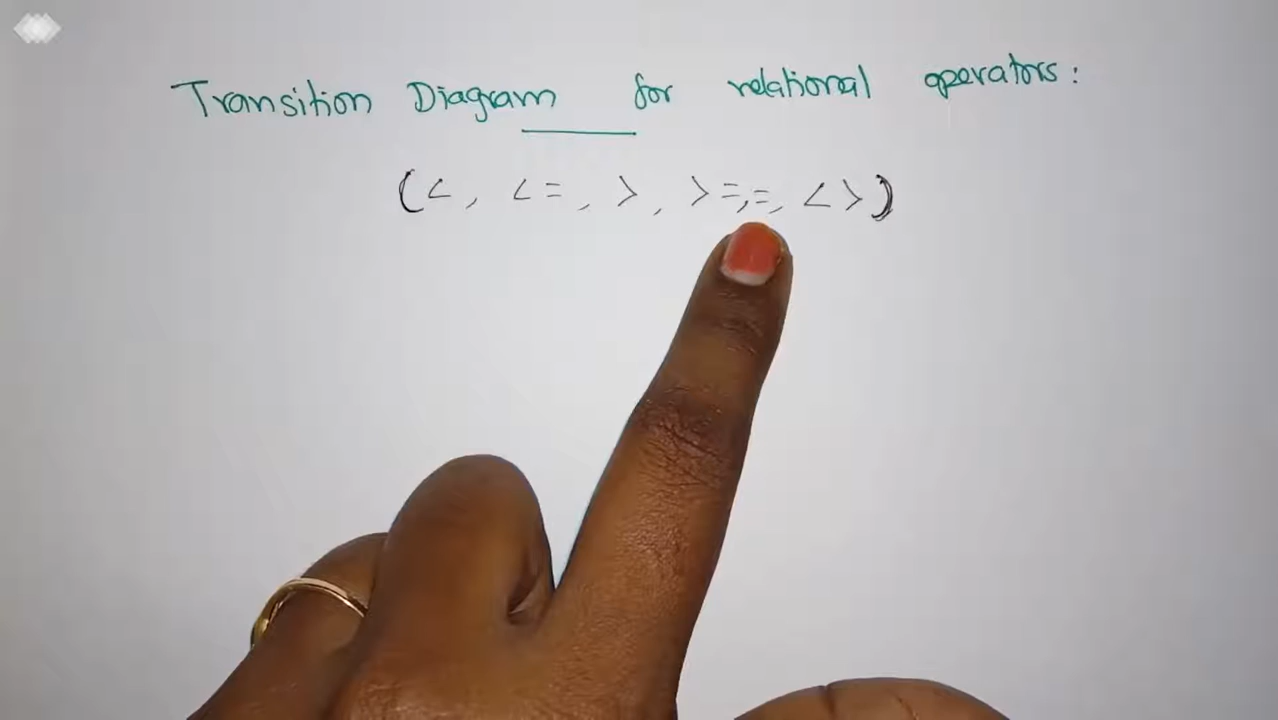 Transition Diagram for relational operators:
(<, <=, >, >=,=, <>)